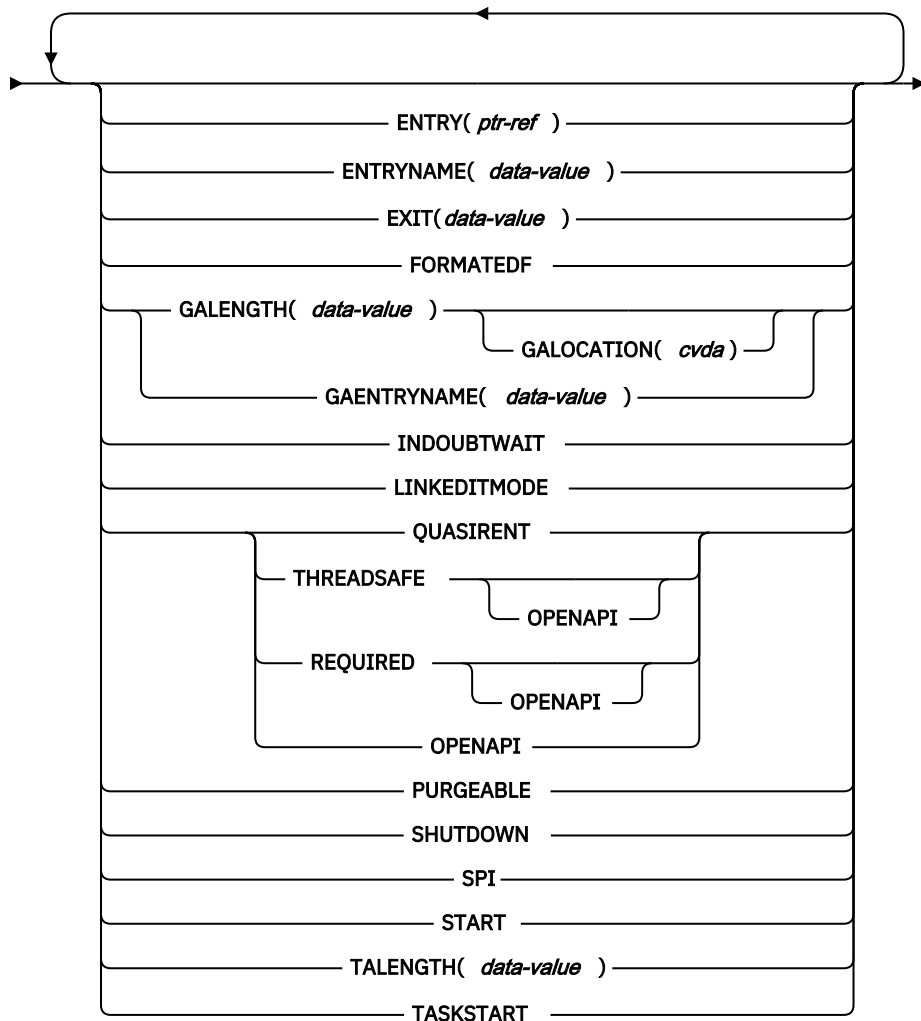 ENTRY( ptr-ref )
ENTRYNAME( data-value )
EXIT(data-value )
FORMATEDF
GALENGTH( data-value )
GALOCATION( cvda )
GAENTRYNAME( data-value )
INDOUBTWAIT
LINKEDITMODE
QUASIRENT
THREADSAFE
OPENAPI
REQUIRED
OPENAPI
OPENAPI
PURGEABLE
SHUTDOWN
SPI
START
TALENGTH( data-value )
TASKSTART